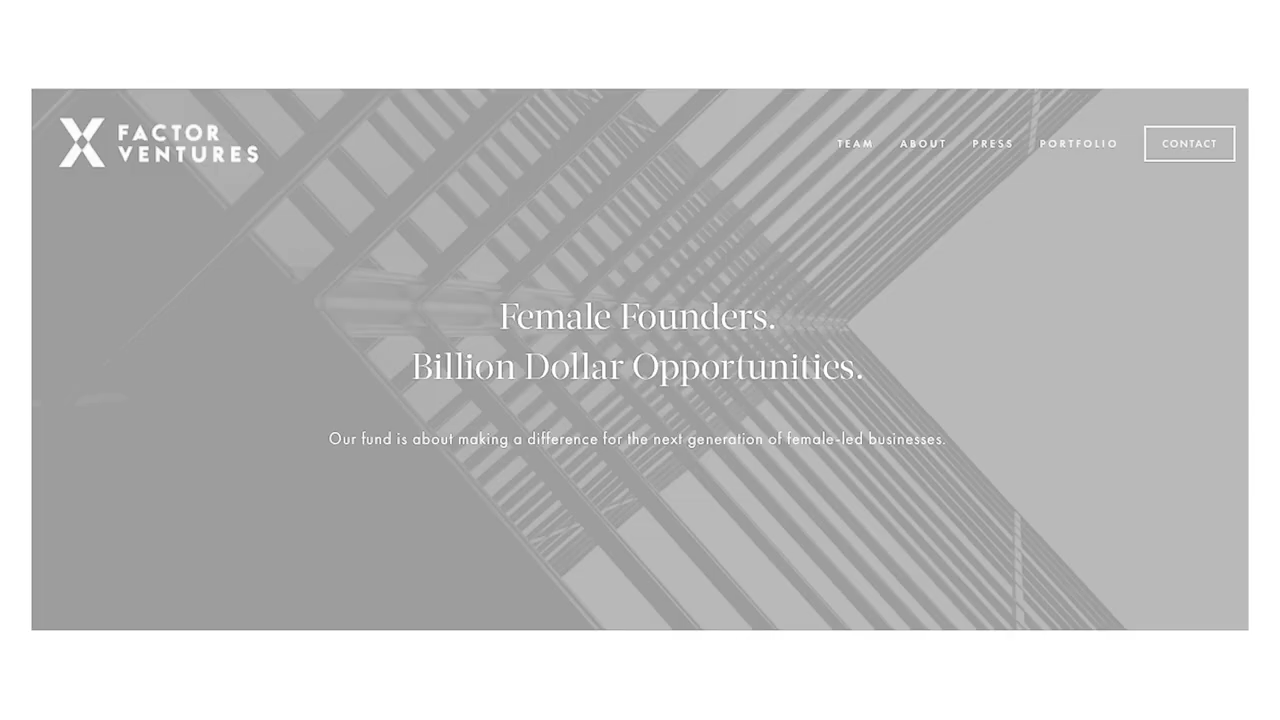 X FACTOR
VENTURES
TEAM ABOUT PRESS PORTFOLIO CONTACT
Female Founders.
Billion Dollar Opportunities.
Our fund is about making a difference for the next generation of female-led businesses.